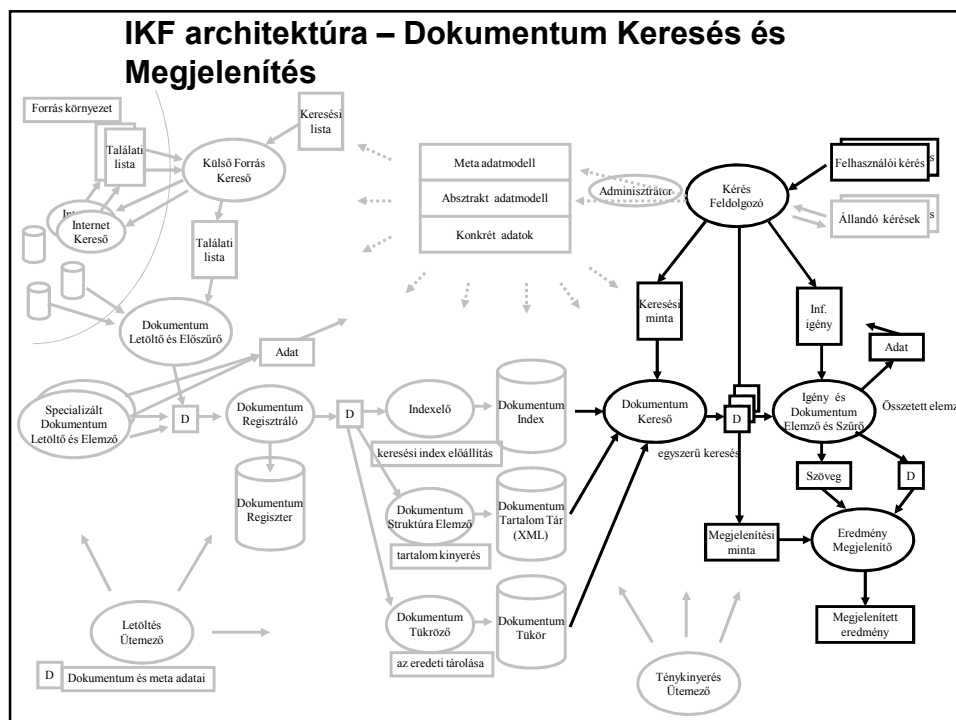 IKF architektúra – Dokumentum Keresés és
Megjelenítés
Forrás környezet
Keresési
lista
Találati
lista
Külső Forrás
Kereső
Internet
Kereső
Találati
lista
Meta adatmodell
Absztrakt adatmodell
Konkrét adatok
Adminisztrátor
Kérés
Feldolgozó
Felhasználói kérés
Állandó kérések
Keresési
minta
Inf.
igény
Dokumentum
Letöltő és Előszűrő
Adat
Adat
Specializált
Dokumentum
Letöltő és Elemző
D
Dokumentum
Regisztráló
D
Indexelő
Dokumentum
Index
Dokumentum
Kereső
D
Igény és
Dokumentum
Elemző és Szűrő
Összetett elemz
keresési index előállítás
egyszerű keresés
Dokumentum
Regiszter
Dokumentum
Struktúra Elemző
Dokumentum
Tartalom Tár
(XML)
Szöveg
D
tartalom kinyerés
Megjelenítési
minta
Eredmény
Megjelenítő
Letöltés
Ütemező
Dokumentum
Tükröző
Dokumentum
Tükör
Megjelenített
eredmény
az eredeti tárolása
D
Dokumentum és meta adatai
Ténykinyerés
Ütemező